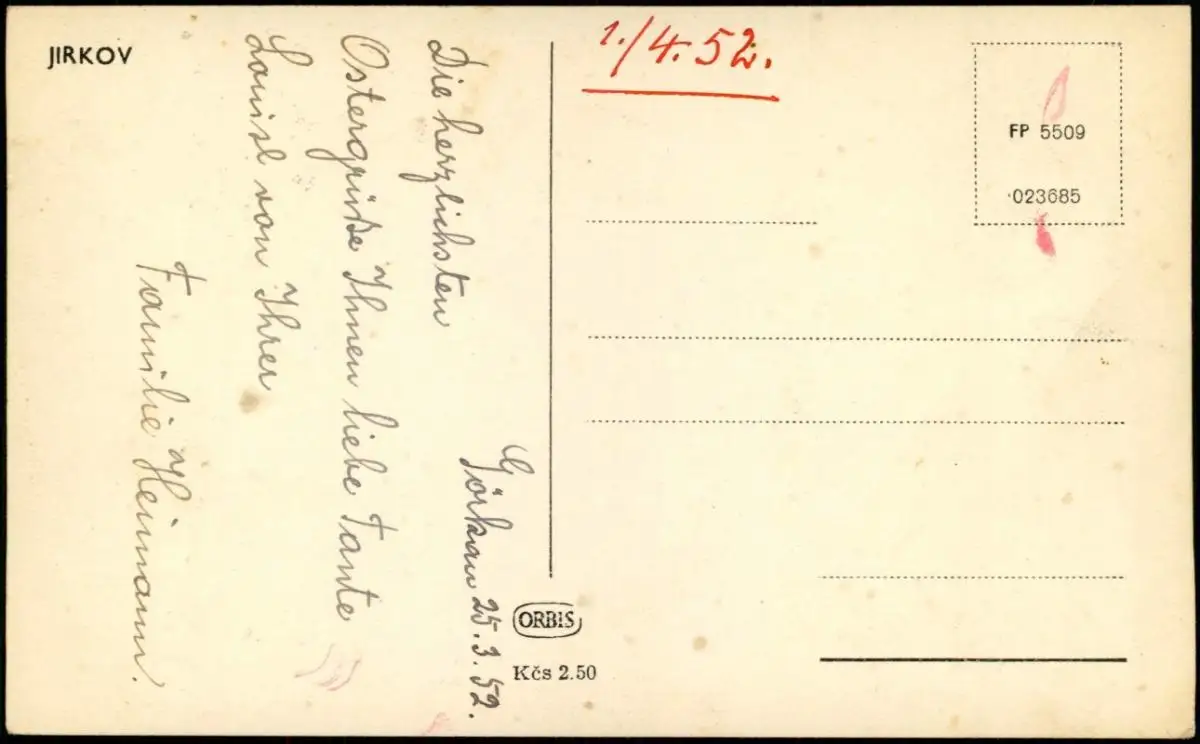 JIRKOV
Görkau 25.3.52.
Die herzlichsten
Ostergrüße Ihnen liebe Tante
Louisl von Ihrer
Familie Heimann.
1./4. 52.
FP 5509
023685
ORBIS
Kčs 2.50